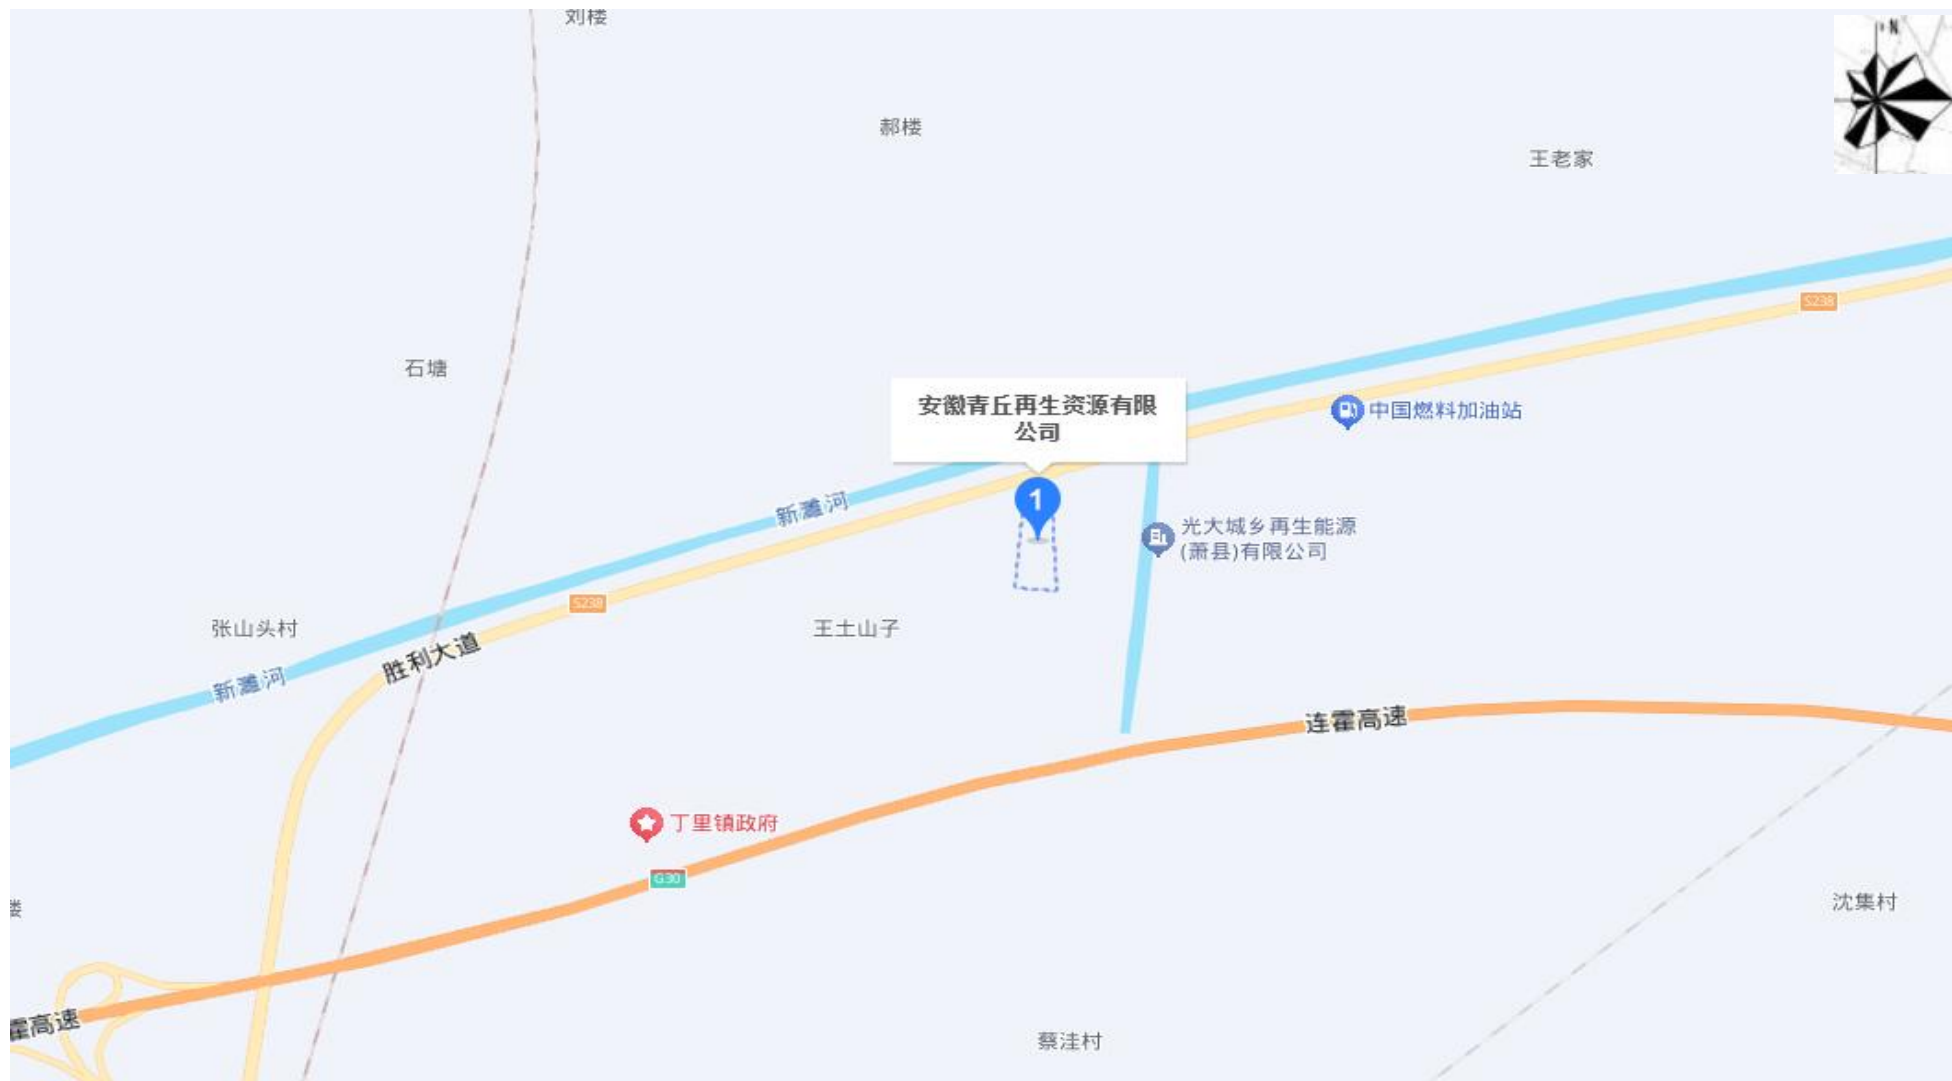 刘楼
N
郝楼
王老家
S238
石塘
安徽青丘再生资源有限
公司
中国燃料加油站
新濉河
1
光大城乡再生能源
(萧县)有限公司
S238
张山头村
王土山子
胜利大道
新濉河
连霍高速
丁里镇政府
G30
沈集村
楼
霍高速
蔡洼村